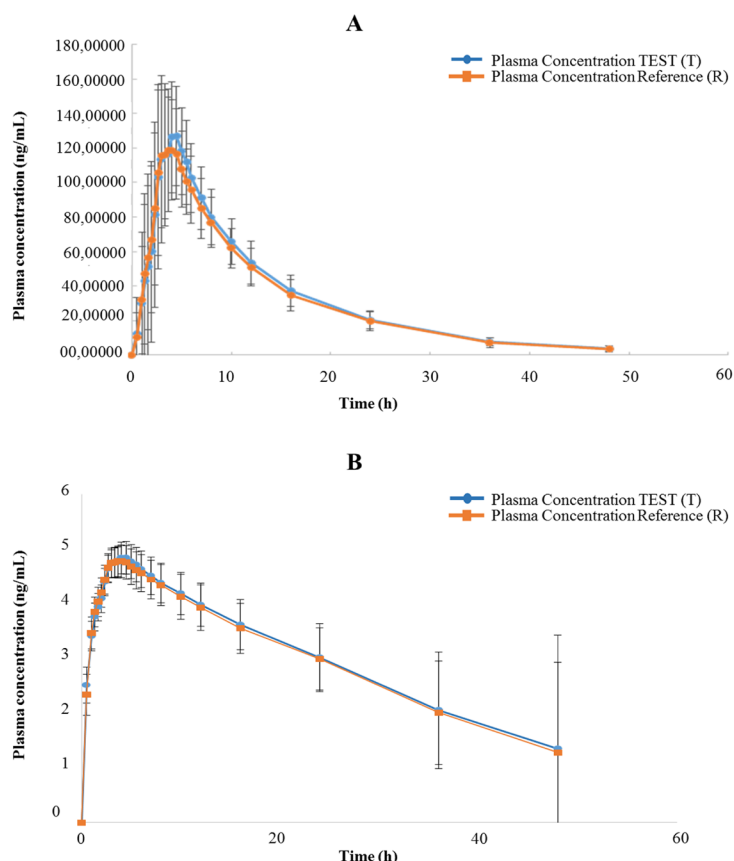 A
180,00000
160,00000
140,00000
120,00000
100,00000
80,00000
60,00000
40,00000
20,00000
00,00000
Plasma concentration (ng/mL)
Plasma Concentration TEST (T)
Plasma Concentration Reference (R)
0 10 20 30 40 50 60
Time (h)
B
6
5
4
3
2
1
0
Plasma concentration (ng/mL)
Plasma Concentration TEST (T)
Plasma Concentration Reference (R)
0 20 40 60
Time (h)